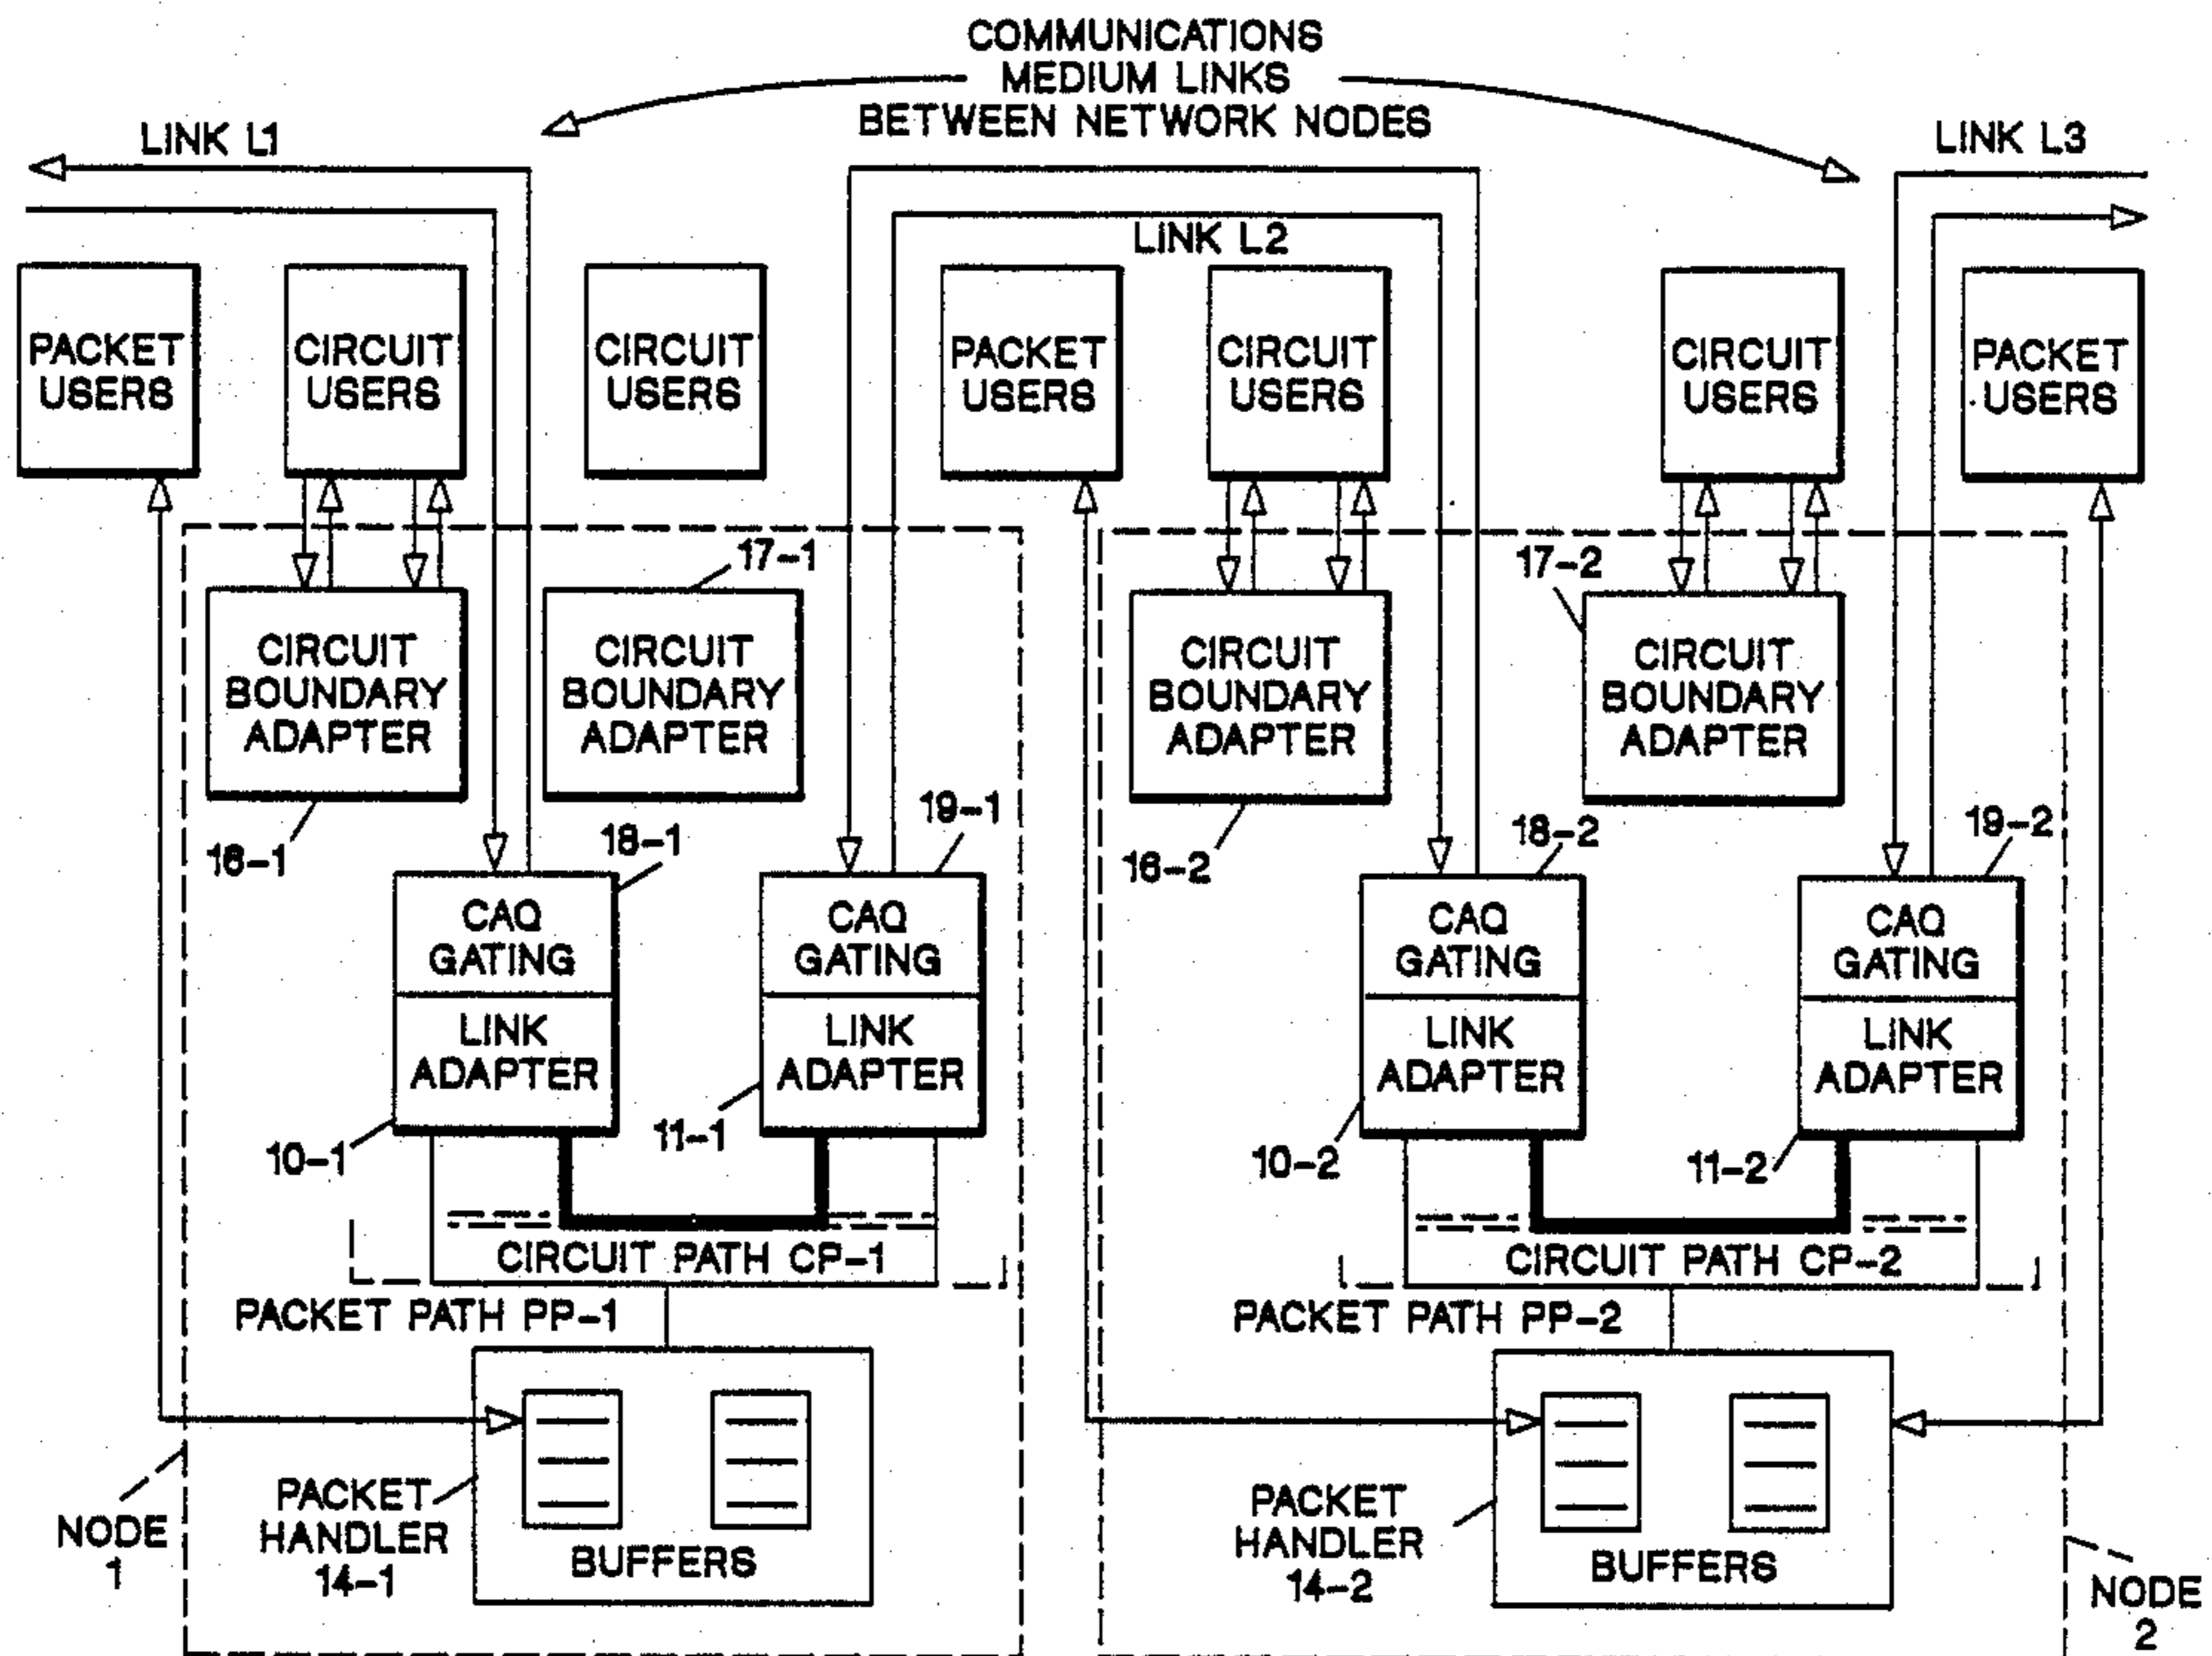 COMMUNICATIONS
MEDIUM LINKS
BETWEEN NETWORK NODES
LINK L1
LINK L3
LINK L2
PACKET
USERS
CIRCUIT
USERS
CIRCUIT
USERS
PACKET
USERS
CIRCUIT
USERS
CIRCUIT
USERS
PACKET
USERS
17-1
17-2
CIRCUIT
BOUNDARY
ADAPTER
CIRCUIT
BOUNDARY
ADAPTER
CIRCUIT
BOUNDARY
ADAPTER
CIRCUIT
BOUNDARY
ADAPTER
16-1
18-1
19-1
16-2
18-2
19-2
CAQ
GATING
LINK
ADAPTER
CAQ
GATING
LINK
ADAPTER
CAQ
GATING
LINK
ADAPTER
CAQ
GATING
LINK
ADAPTER
10-1
11-1
10-2
11-2
CIRCUIT PATH CP-1
CIRCUIT PATH CP-2
PACKET PATH PP-1
PACKET PATH PP-2
NODE
1
PACKET
HANDLER
14-1
BUFFERS
PACKET
HANDLER
14-2
BUFFERS
NODE
2